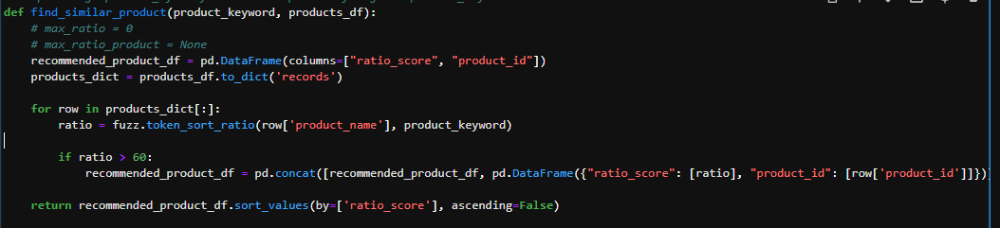 def find_similar_product(product_keyword, products_df):
    # max_ratio = 0
    # max_ratio_product = None
    recommended_product_df = pd.DataFrame(columns=["ratio_score", "product_id"])
    products_dict = products_df.to_dict('records')
    for row in products_dict[:]:
        ratio = fuzz.token_sort_ratio(row['product_name'], product_keyword)
        if ratio > 60:
            recommended_product_df = pd.concat([recommended_product_df, pd.DataFrame({"ratio_score": [ratio], "product_id": [row['product_id']]})]
    return recommended_product_df.sort_values(by=['ratio_score'], ascending=False)